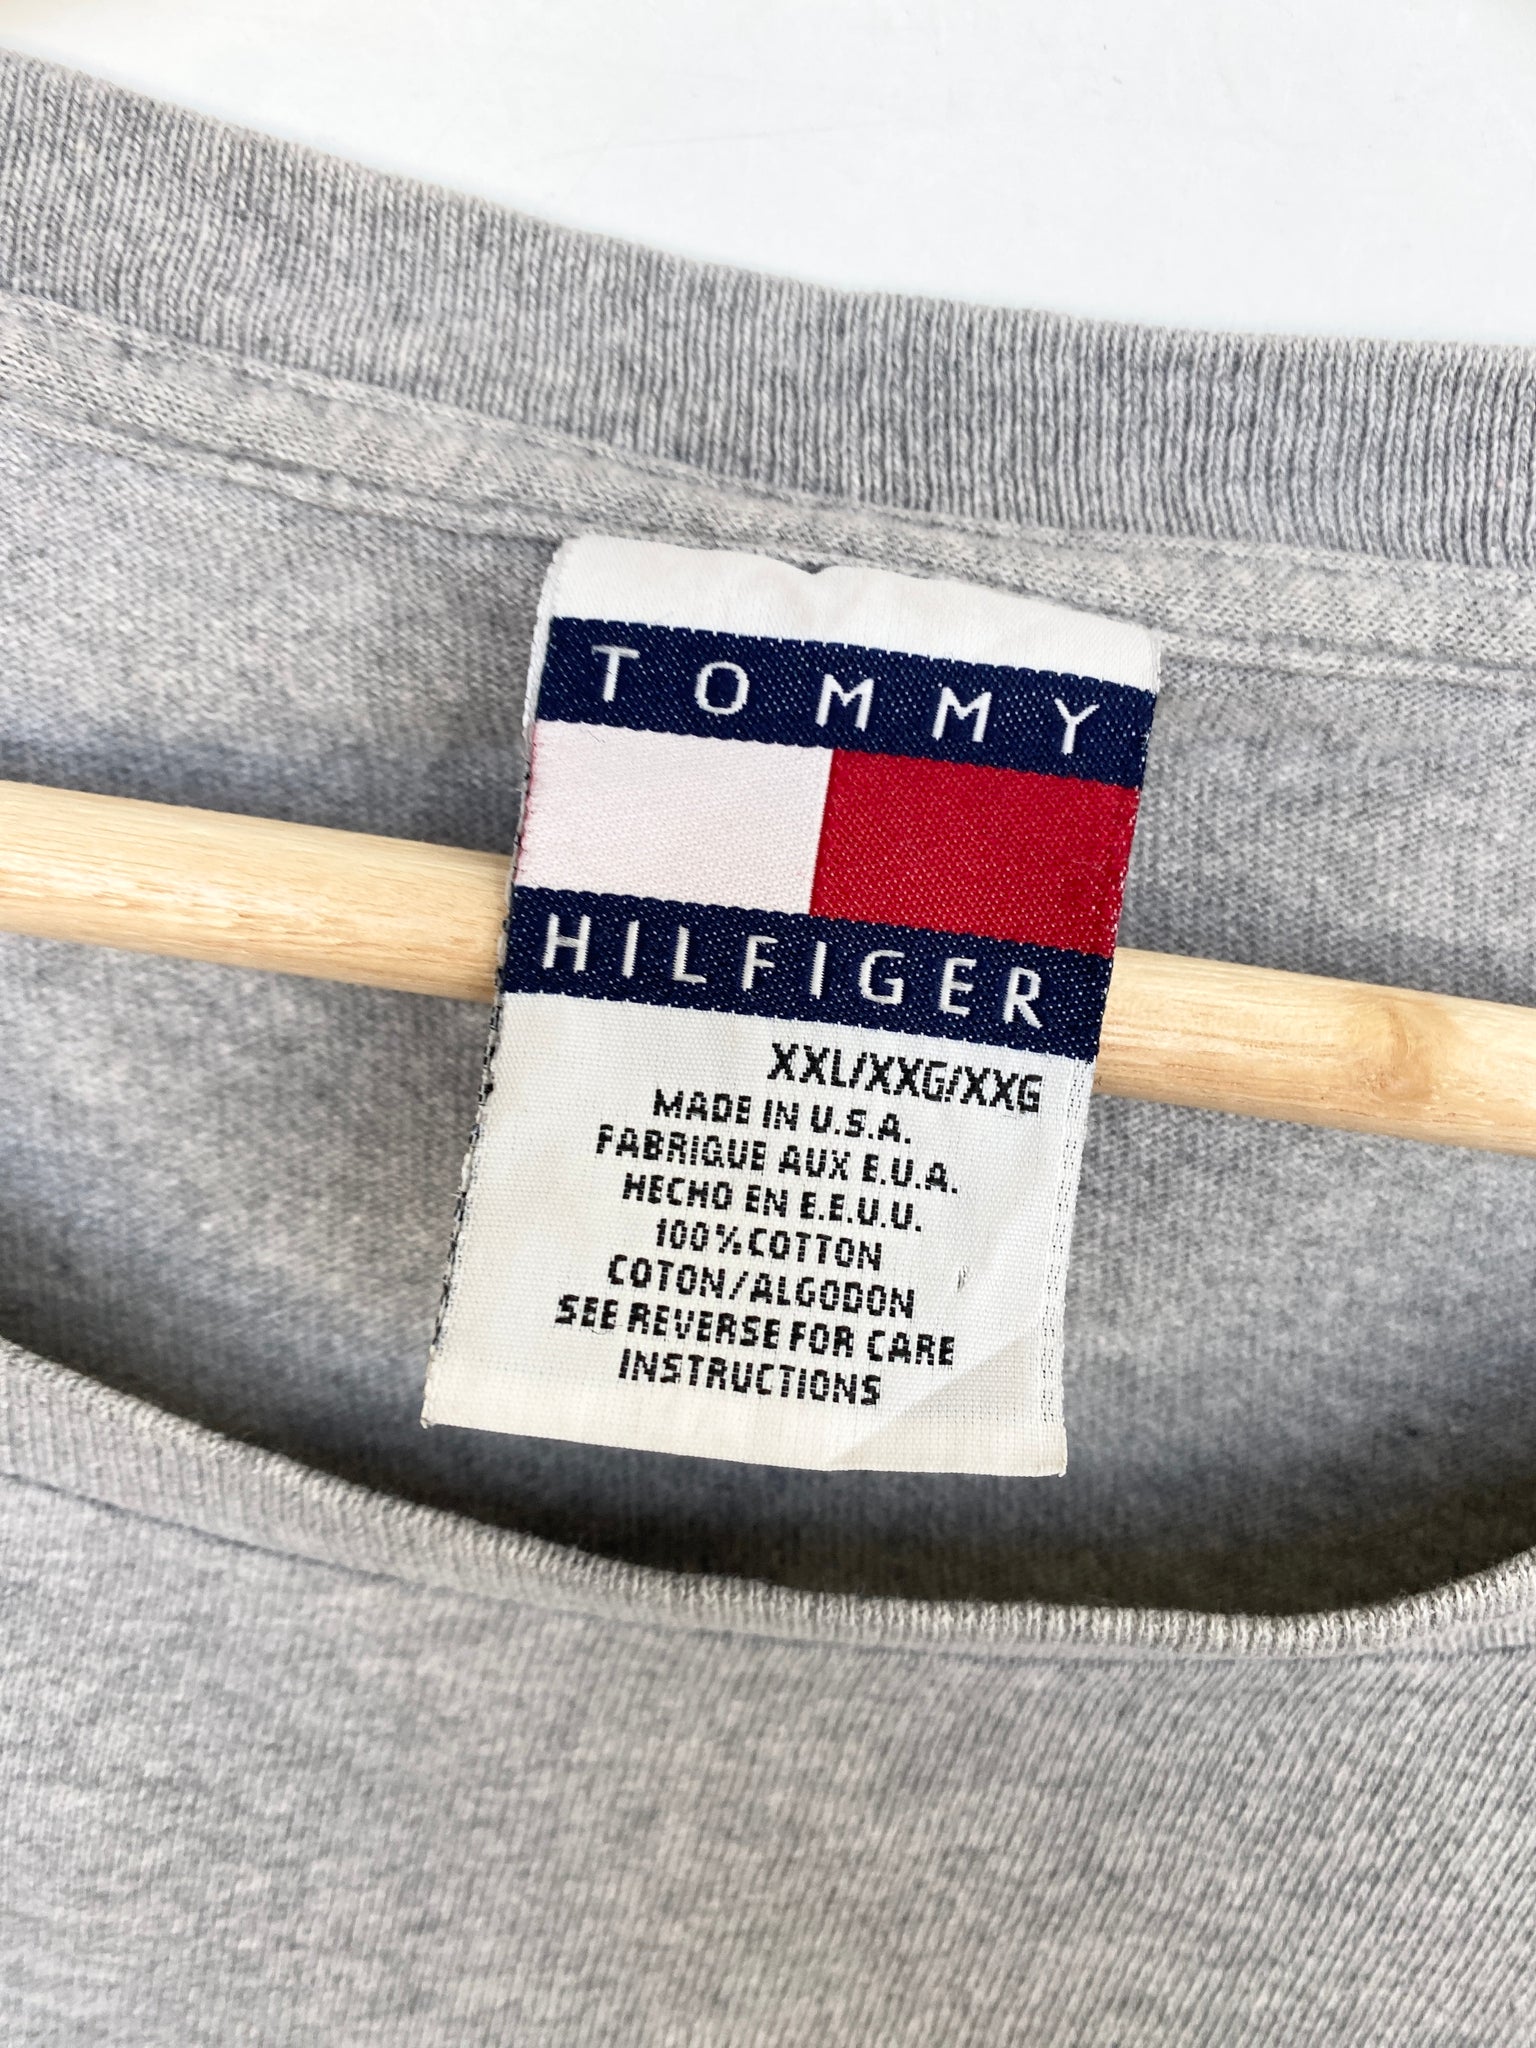 TOMMY
HILFIGER
XXL/XXG/XXG
MADE IN U.S.A.
FABRIQUE AUX E.U.A.
HECHO EN E.E.U.U.
100% COTTON
COTON/ALGODON
SEE REVERSE FOR CARE
INSTRUCTIONS